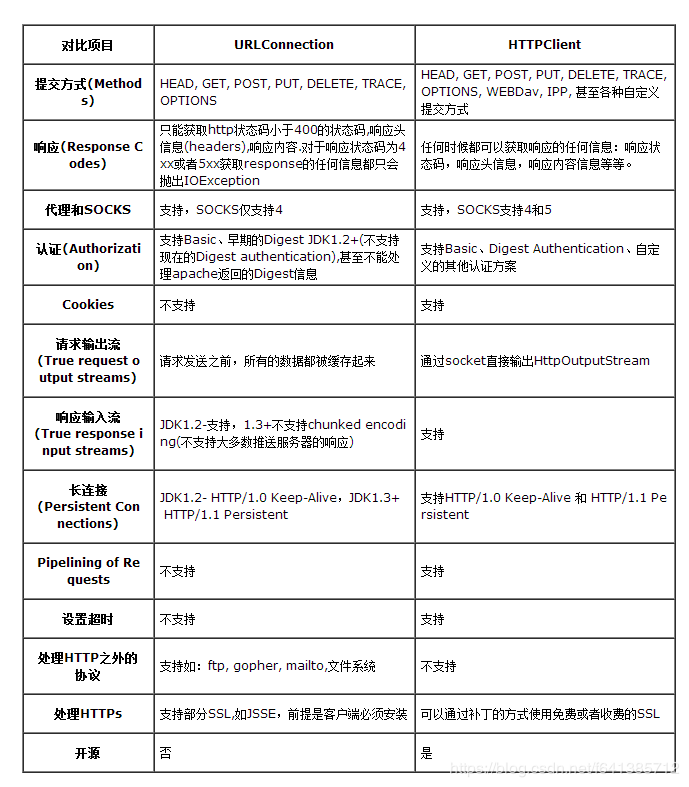 对比项目 URLConnection HTTPClient
提交方式(Method
s)
HEAD, GET, POST, PUT, DELETE, TRACE,
OPTIONS
HEAD, GET, POST, PUT, DELETE, TRACE,
OPTIONS, WEBDav, IPP, 甚至各种自定义
提交方式
响应(Response C
odes)
只能获取http状态码小于400的状态码,响应头
信息(headers),响应内容.对于响应状态码为4
xx或者5xx获取response的任何信息都只会
抛出IOException
任何时候都可以获取响应的任何信息：响应状
态码，响应头信息，响应内容信息等等。
代理和SOCKS
支持，SOCKS仅支持4
支持，SOCKS支持4和5
认证(Authorizati
on)
支持Basic、早期的Digest JDK1.2+(不支持
现在的Digest authentication),甚至不能处
理apache返回的Digest信息
支持Basic、Digest Authentication、自定
义的其他认证方案
Cookies
不支持
支持
请求输出流
(True request o
utput streams)
请求发送之前，所有的数据都被缓存起来
通过socket直接输出HttpOutputStream
响应输入流
(True response i
nput streams)
JDK1.2-支持，1.3+不支持chunked encodi
ng(不支持大多数推送服务器的响应)
支持
长连接
(Persistent Con
nections)
JDK1.2- HTTP/1.0 Keep-Alive，JDK1.3+
HTTP/1.1 Persistent
支持HTTP/1.0 Keep-Alive 和 HTTP/1.1 Pe
rsistent
Pipelining of Re
quests
不支持
支持
设置超时
不支持
支持
处理HTTP之外的
协议
支持如：ftp, gopher, mailto,文件系统
不支持
处理HTTPs
支持部分SSL,如JSSE，前提是客户端必须安装
可以通过补丁的方式使用免费或者收费的SSL
开源
否
是